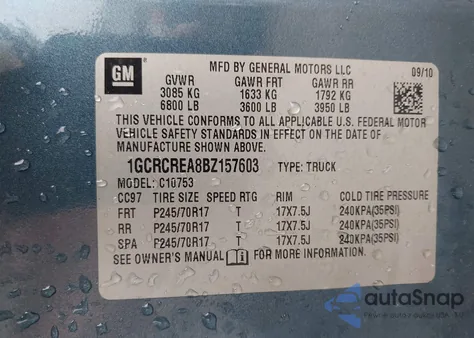 GM
MFD BY GENERAL MOTORS LLC
09/10
GVWR GAWR FRT GAWR RR
3085 KG 1633 KG 1792 KG
6800 LB 3600 LB 3950 LB
THIS VEHICLE CONFORMS TO ALL APPLICABLE U.S. FEDERAL MOTOR
VEHICLE SAFETY STANDARDS IN EFFECT ON THE DATE OF
MANUFACTURE SHOWN ABOVE.
1GCRCREA8BZ157603 TYPE: TRUCK
MODEL: C10753
CC97 TIRE SIZE SPEED RTG RIM COLD TIRE PRESSURE
FRT P245/70R17 T 17X7.5J 240KPA(35PSI)
RR P245/70R17 T 17X7.5J 240KPA(35PSI)
SPA P245/70R17 T 17X7.5J 240KPA(35PSI)
SEE OWNER'S MANUAL FOR MORE INFORMATION
autoSnap